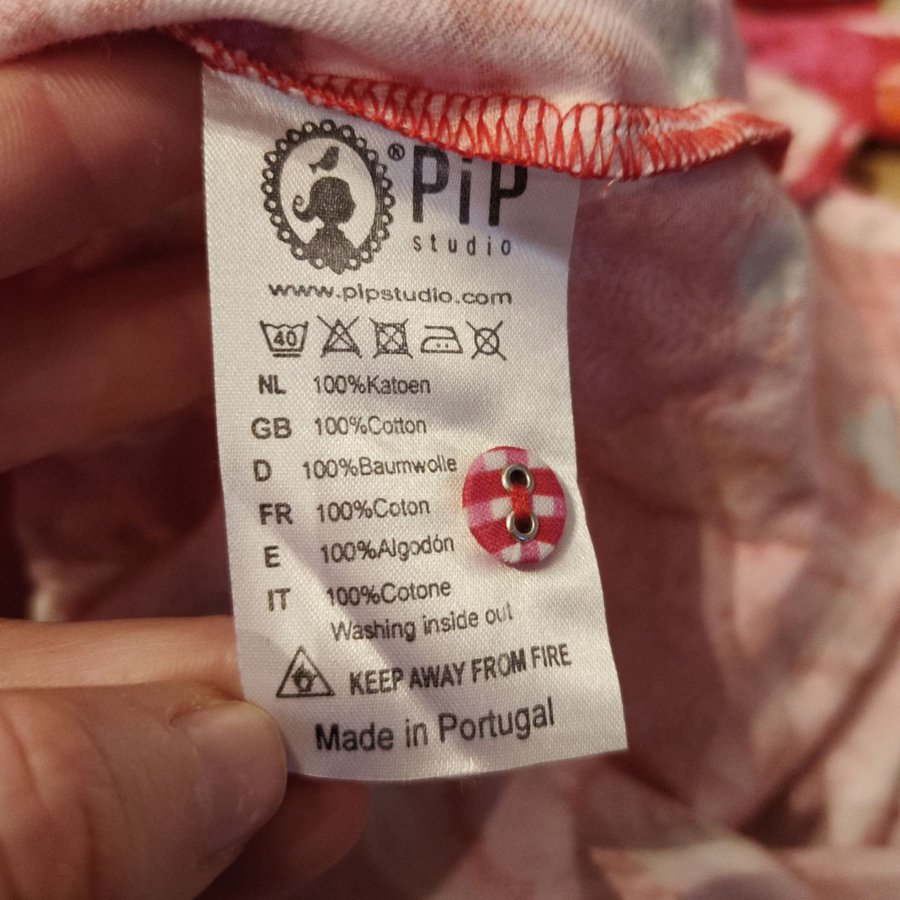 ® PiP
studio
www.pipstudio.com
40
NL 100%Katoen
GB 100%Cotton
D 100%Baumwolle
FR 100%Coton
E 100%Algodón
IT 100%Cotone
Washing inside out
KEEP AWAY FROM FIRE
Made in Portugal